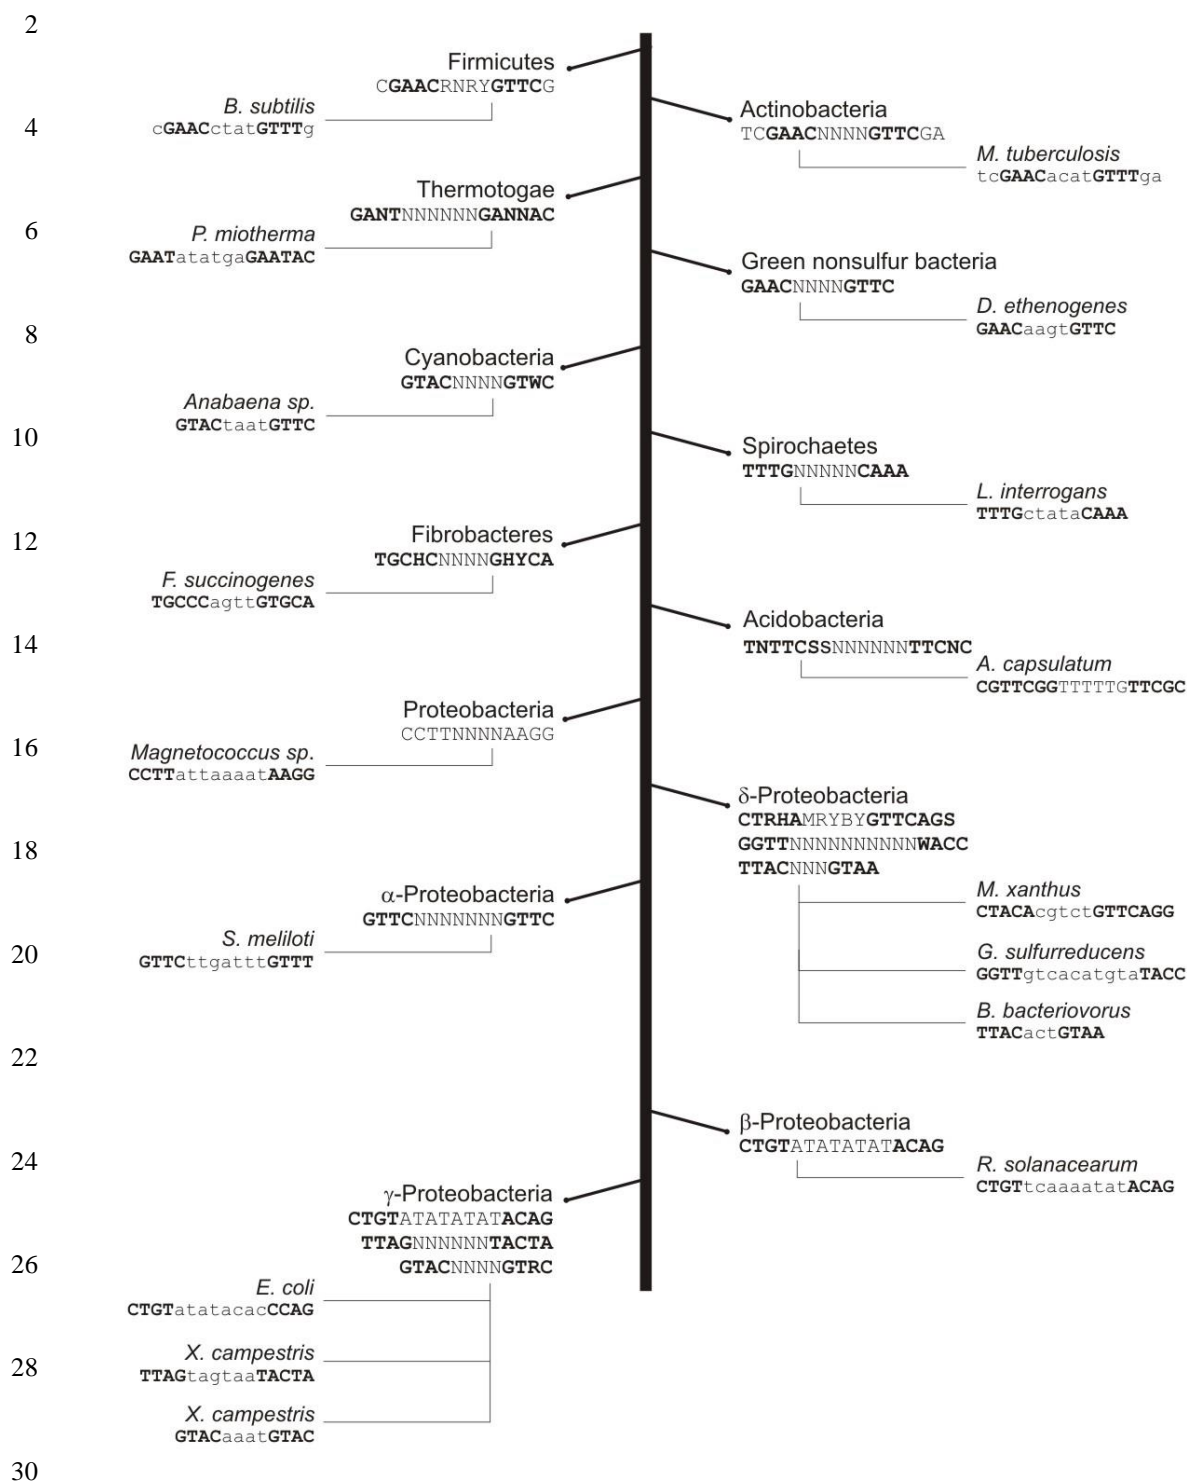 2
Firmicutes
CGAACRNRYGTTCG
B. subtilis
cGAACctatGTTTg
4
Actinobacteria
TCGAACNNNNGTTCGA
M. tuberculosis
tcGAACacatGTTTga
Thermotogae
GANTNNNNNNGANNAC
6
P. miotherma
GAATatatgaGAATAC
Green nonsulfur bacteria
GAACNNNNGTTC
D. ethenogenes
GAACaagtGTTC
8
Cyanobacteria
GTACNNNNGTWC
Anabaena sp.
GTACtaatGTTC
10
Spirochaetes
TTTGNNNNNCAAA
L. interrogans
TTTGctataCAAA
12
Fibrobacteres
TGCHCNNNNGHYCA
F. succinogenes
TGCCCagttGTGCA
14
Acidobacteria
TNTTCSSNNNNNNTTCNC
A. capsulatum
CGTTCGGTTTTTGTTCGC
Proteobacteria
CCTTNNNNAAGG
16
Magnetococcus sp.
CCTTattaaaatAAGG
δ-Proteobacteria
CTRHAMRYBYGTTCAGS
18
GGTTNNNNNNNNNNWACC
TTACNNNGTAA
M. xanthus
CTACAcgtctGTTCAGG
α-Proteobacteria
GTTCNNNNNNNGTTC
20
S. meliloti
GTTCttgatttGTTT
G. sulfurreducens
GGTTgtcacatgtaTACC
B. bacteriovorus
TTACactGTAA
22
β-Proteobacteria
CTGTATATATATACAG
24
R. solanacearum
CTGTtcaaaatatACAG
γ-Proteobacteria
CTGTATATATATACAG
TTAGNNNNNNTACTA
26
GTACNNNNGTRC
E. coli
CTGTatatacacCCAG
28
X. campestris
TTAGtagtaaTACTA
X. campestris
GTACaaatGTAC
30